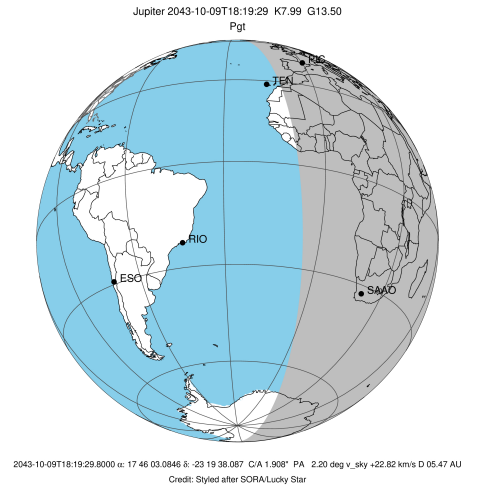 Jupiter 2043-10-09T18:19:29 K7.99 G13.50
Pgt
PIC
TEN
RIO
ESO
SAAO
2043-10-09T18:19:29.8000 α: 17 46 03.0846 δ: -23 19 38.087 C/A 1.908" PA 2.20 deg v_sky +22.82 km/s D 05.47 AU
Credit: Styled after SORA/Lucky Star